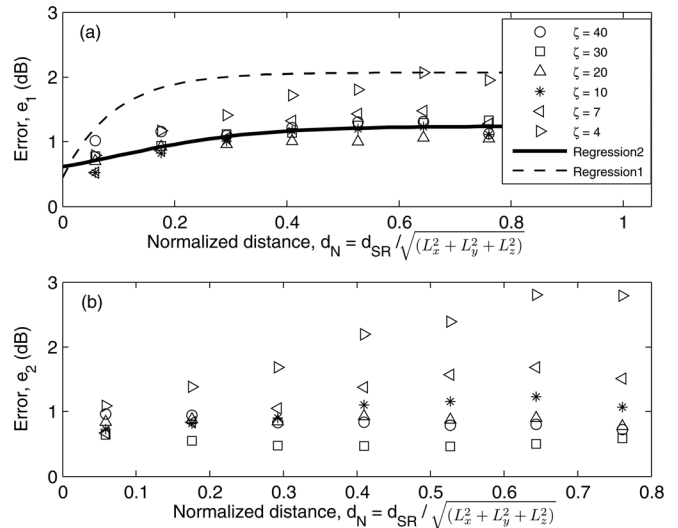 (a)
3
2
1
0
Error, e1 (dB)
ζ = 40
ζ = 30
ζ = 20
ζ = 10
ζ = 7
ζ = 4
Regression2
Regression1
0 0.2 0.4 0.6 0.8 1
Normalized distance, dN = dSR /√(Lx² + Ly² + Lz²)
(b)
3
2
1
0
Error, e2 (dB)
0 0.1 0.2 0.3 0.4 0.5 0.6 0.7 0.8
Normalized distance, dN = dSR / √(Lx² + Ly² + Lz²)